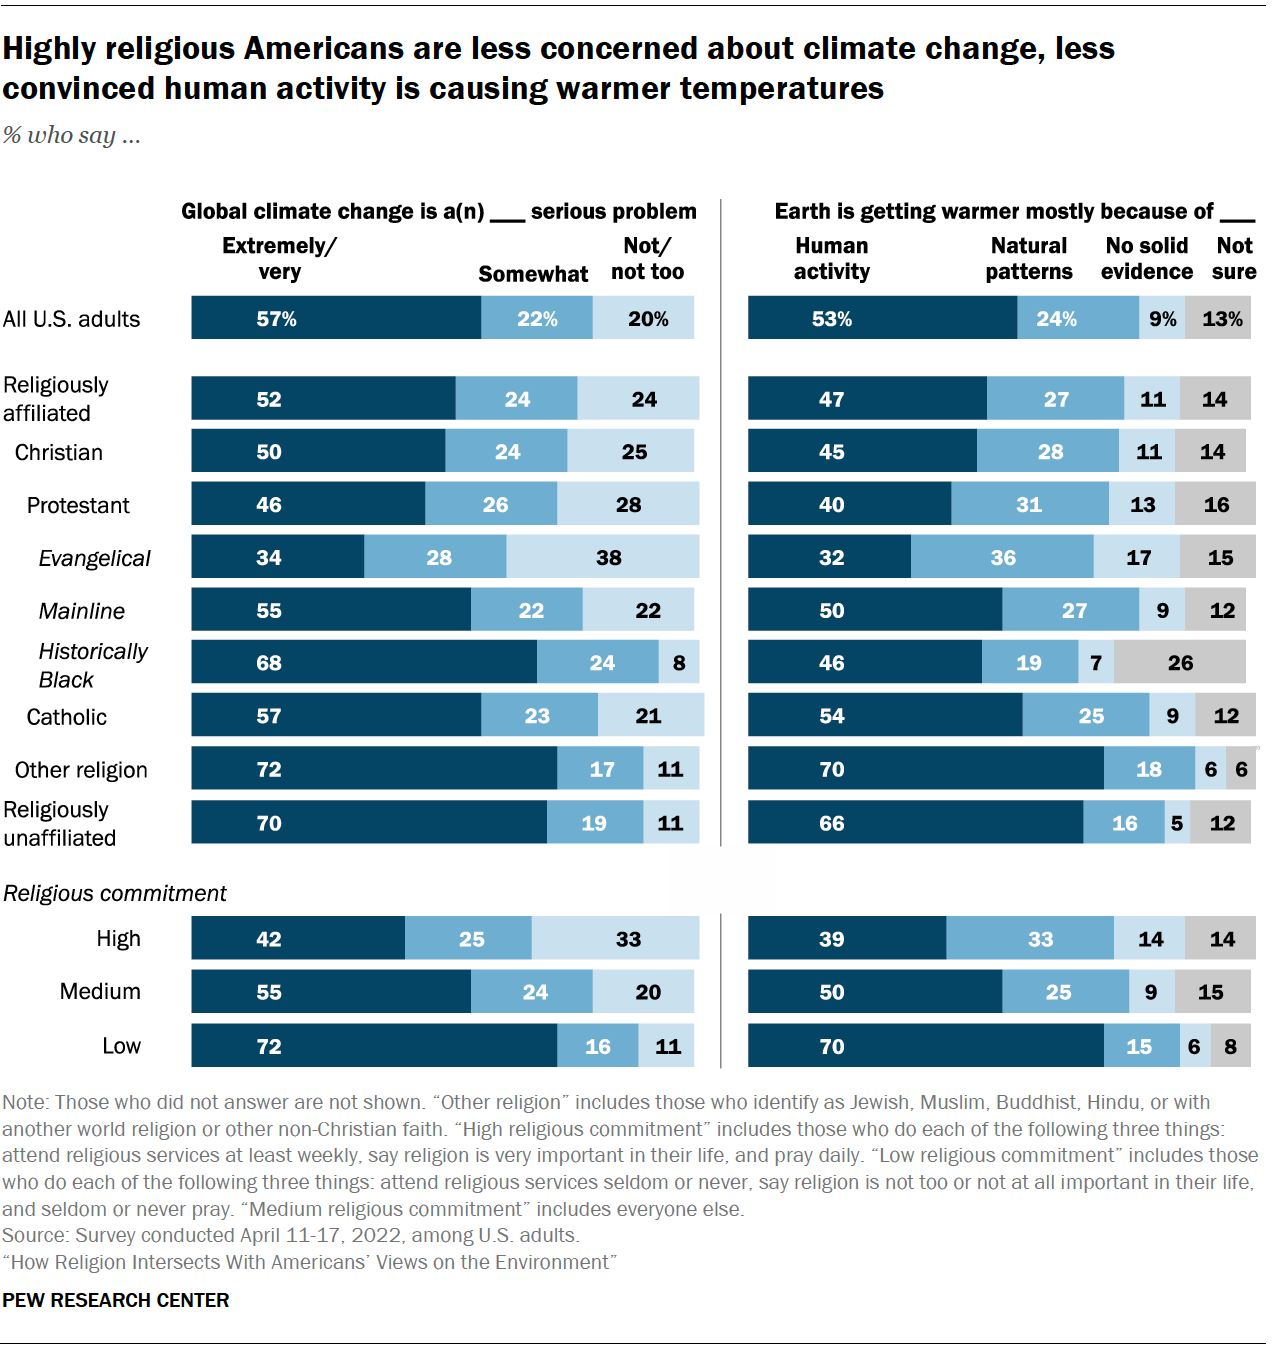 Highly religious Americans are less concerned about climate change, less
convinced human activity is causing warmer temperatures
% who say ...
Global climate change is a(n) ___ serious problem
Earth is getting warmer mostly because of ___
Extremely/
very
Somewhat
Not/
not too
Human
activity
Natural
patterns
No solid
evidence
Not
sure
All U.S. adults 57% 22% 20% 53% 24% 9% 13%
Religiously
affiliated 52 24 24 47 27 11 14
Christian 50 24 25 45 28 11 14
Protestant 46 26 28 40 31 13 16
Evangelical 34 28 38 32 36 17 15
Mainline 55 22 22 50 27 9 12
Historically
Black 68 24 8 46 19 7 26
Catholic 57 23 21 54 25 9 12
Other religion 72 17 11 70 18 6 6
Religiously
unaffiliated 70 19 11 66 16 5 12
Religious commitment
High 42 25 33 39 33 14 14
Medium 55 24 20 50 25 9 15
Low 72 16 11 70 15 6 8
Note: Those who did not answer are not shown. “Other religion” includes those who identify as Jewish, Muslim, Buddhist, Hindu, or with
another world religion or other non-Christian faith. “High religious commitment” includes those who do each of the following three things:
attend religious services at least weekly, say religion is very important in their life, and pray daily. “Low religious commitment” includes those
who do each of the following three things: attend religious services seldom or never, say religion is not too or not at all important in their life,
and seldom or never pray. “Medium religious commitment” includes everyone else.
Source: Survey conducted April 11-17, 2022, among U.S. adults.
“How Religion Intersects With Americans’ Views on the Environment”
PEW RESEARCH CENTER